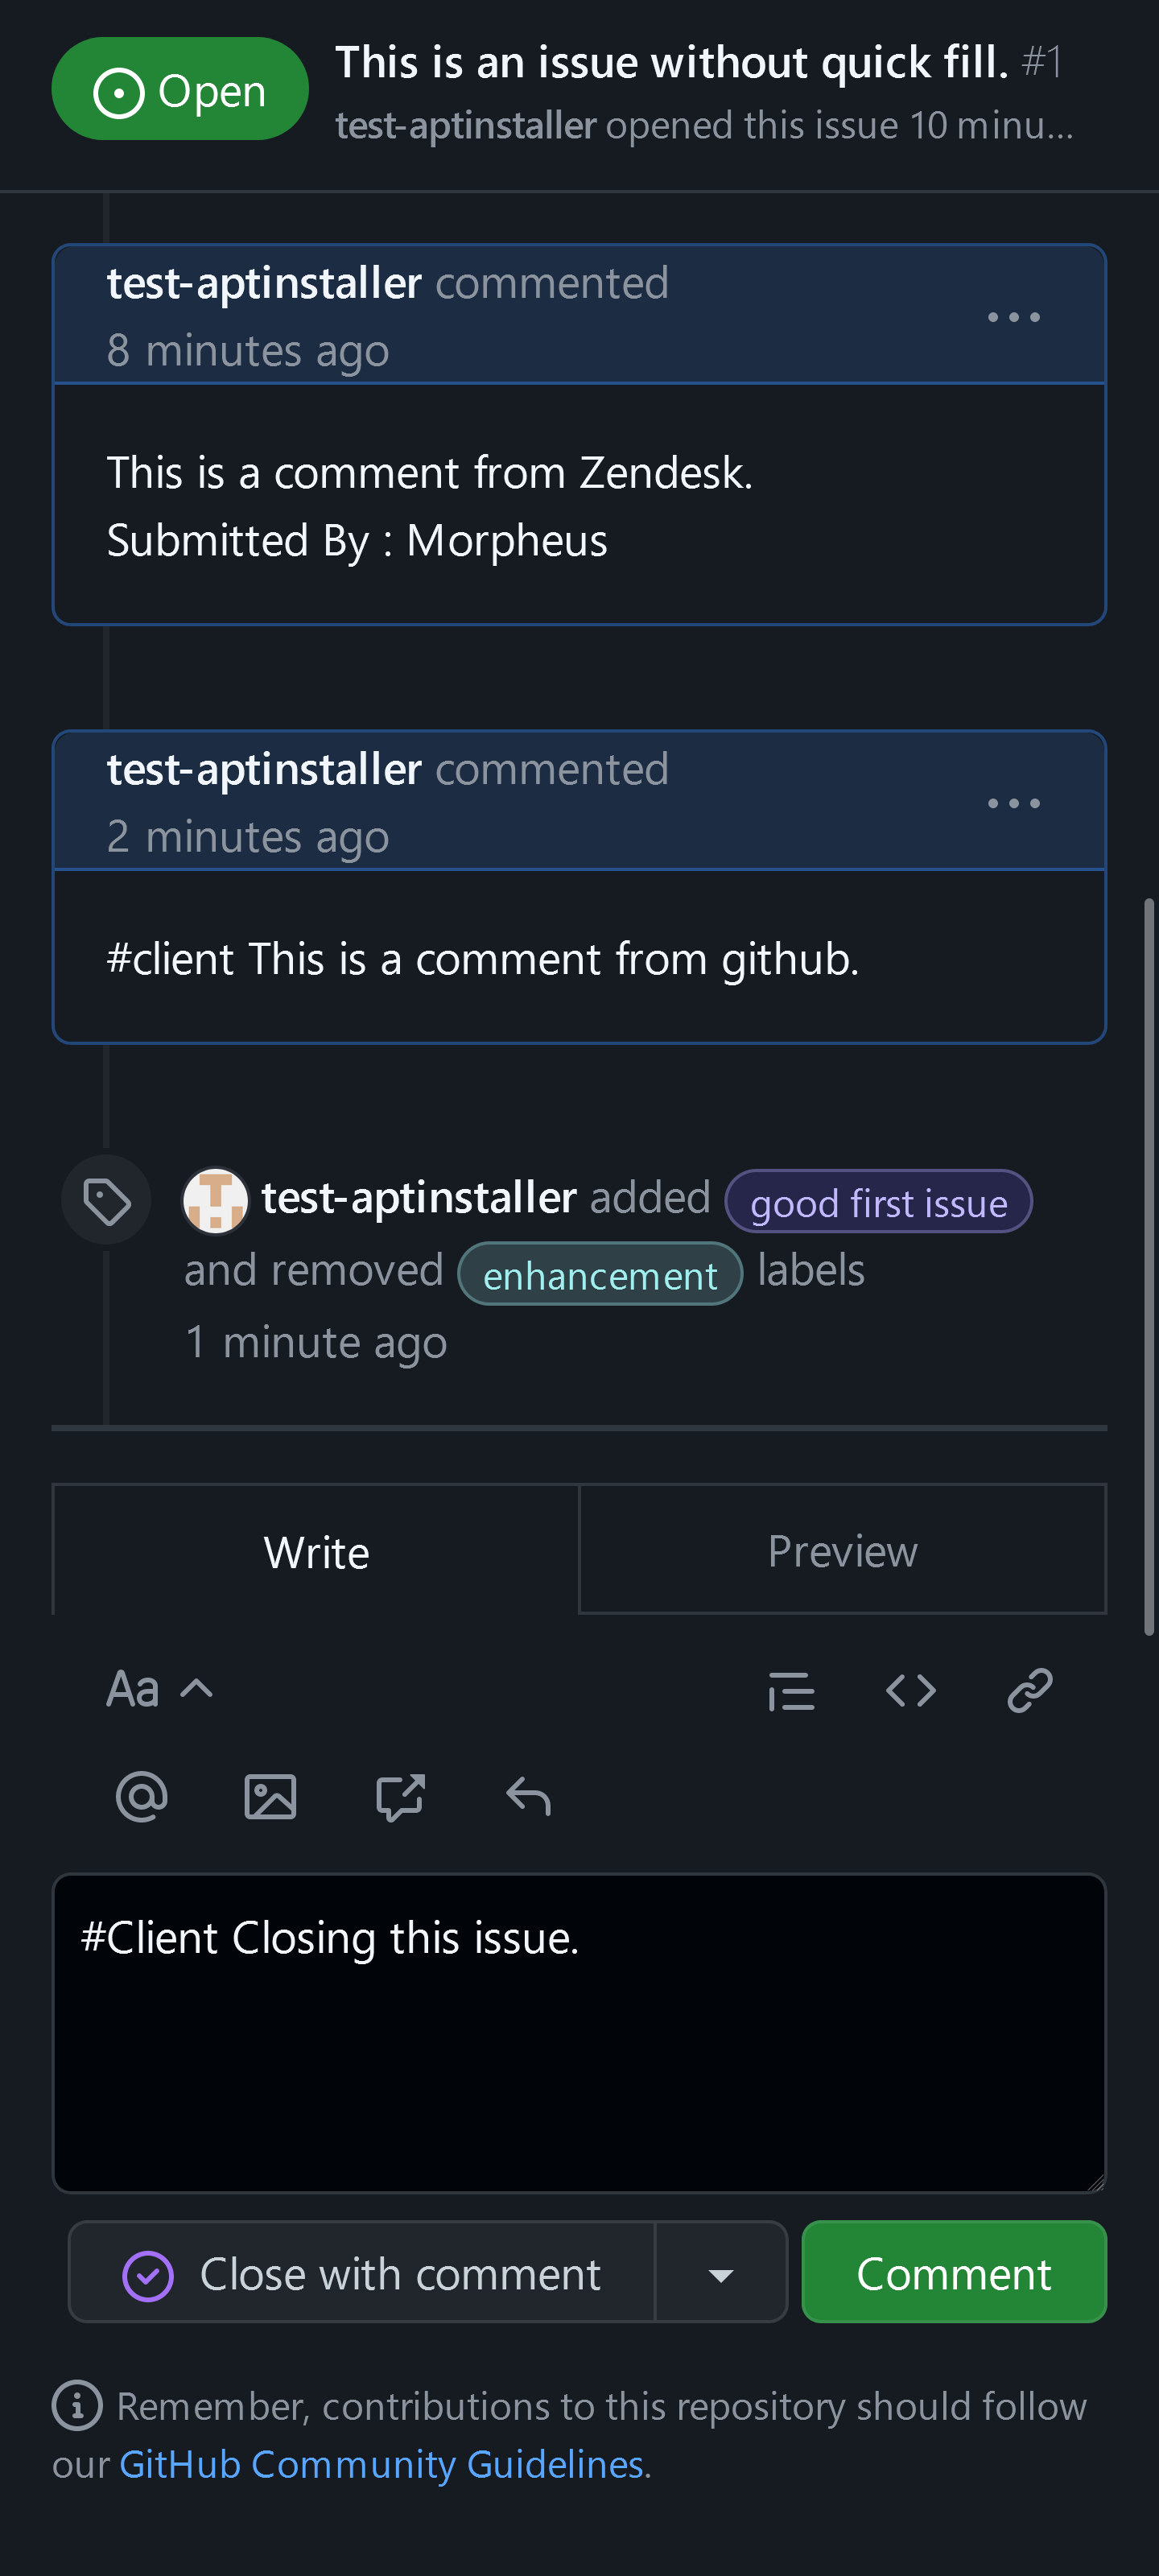 Open
This is an issue without quick fill. #1
test-aptinstaller opened this issue 10 minu...
test-aptinstaller commented
8 minutes ago
This is a comment from Zendesk.
Submitted By : Morpheus
test-aptinstaller commented
2 minutes ago
#client This is a comment from github.
test-aptinstaller added good first issue
and removed enhancement labels
1 minute ago
Write
Preview
Aa
#Client Closing this issue.
Close with comment
Comment
Remember, contributions to this repository should follow
our GitHub Community Guidelines.